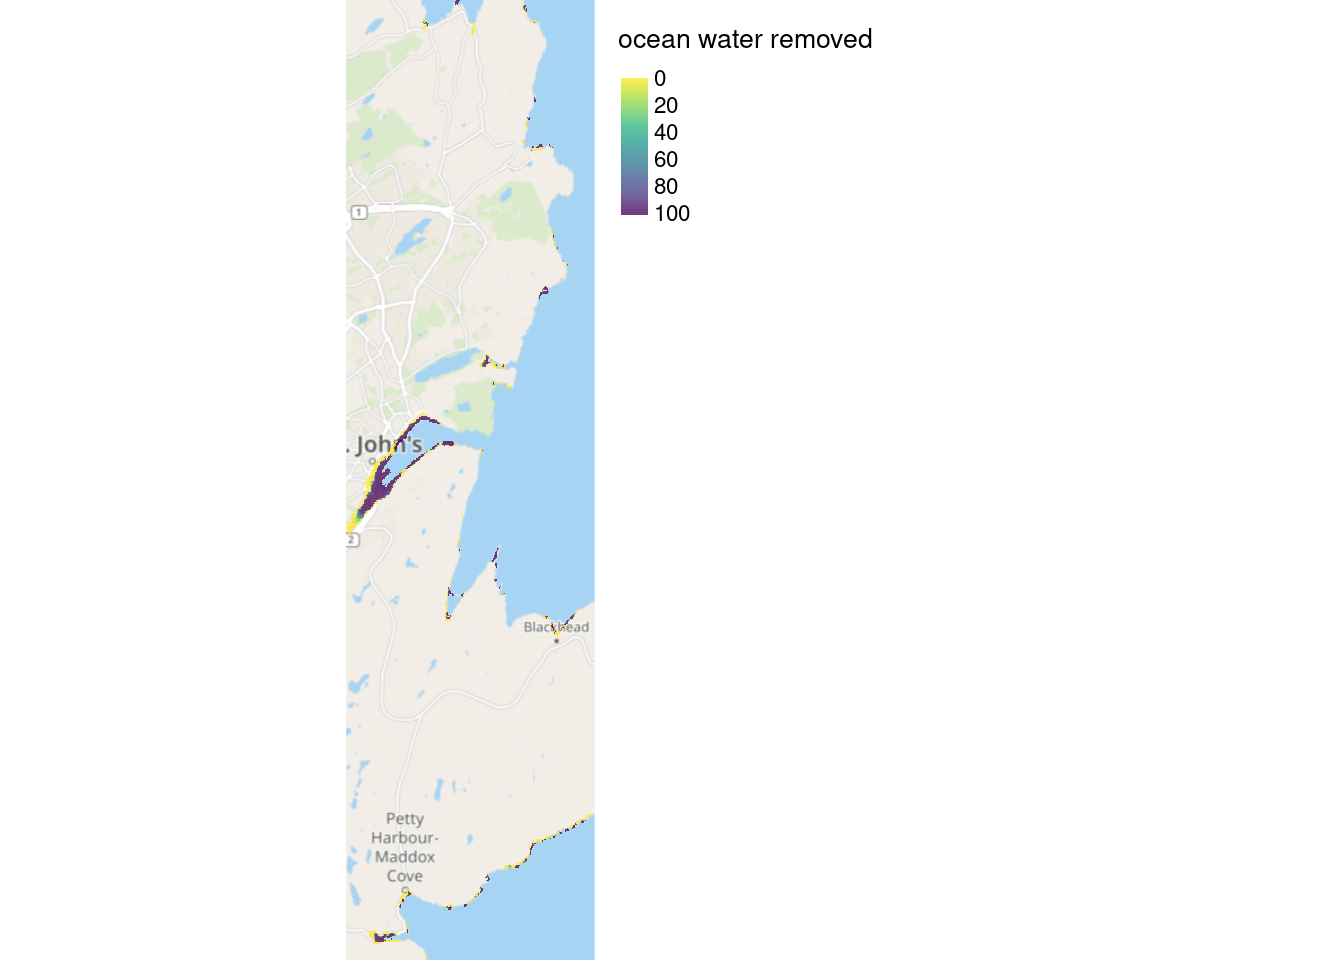 ocean water removed
0
20
40
60
80
100
1
. John's
2
Blackhead
Petty
Harbour-
Maddox
Cove